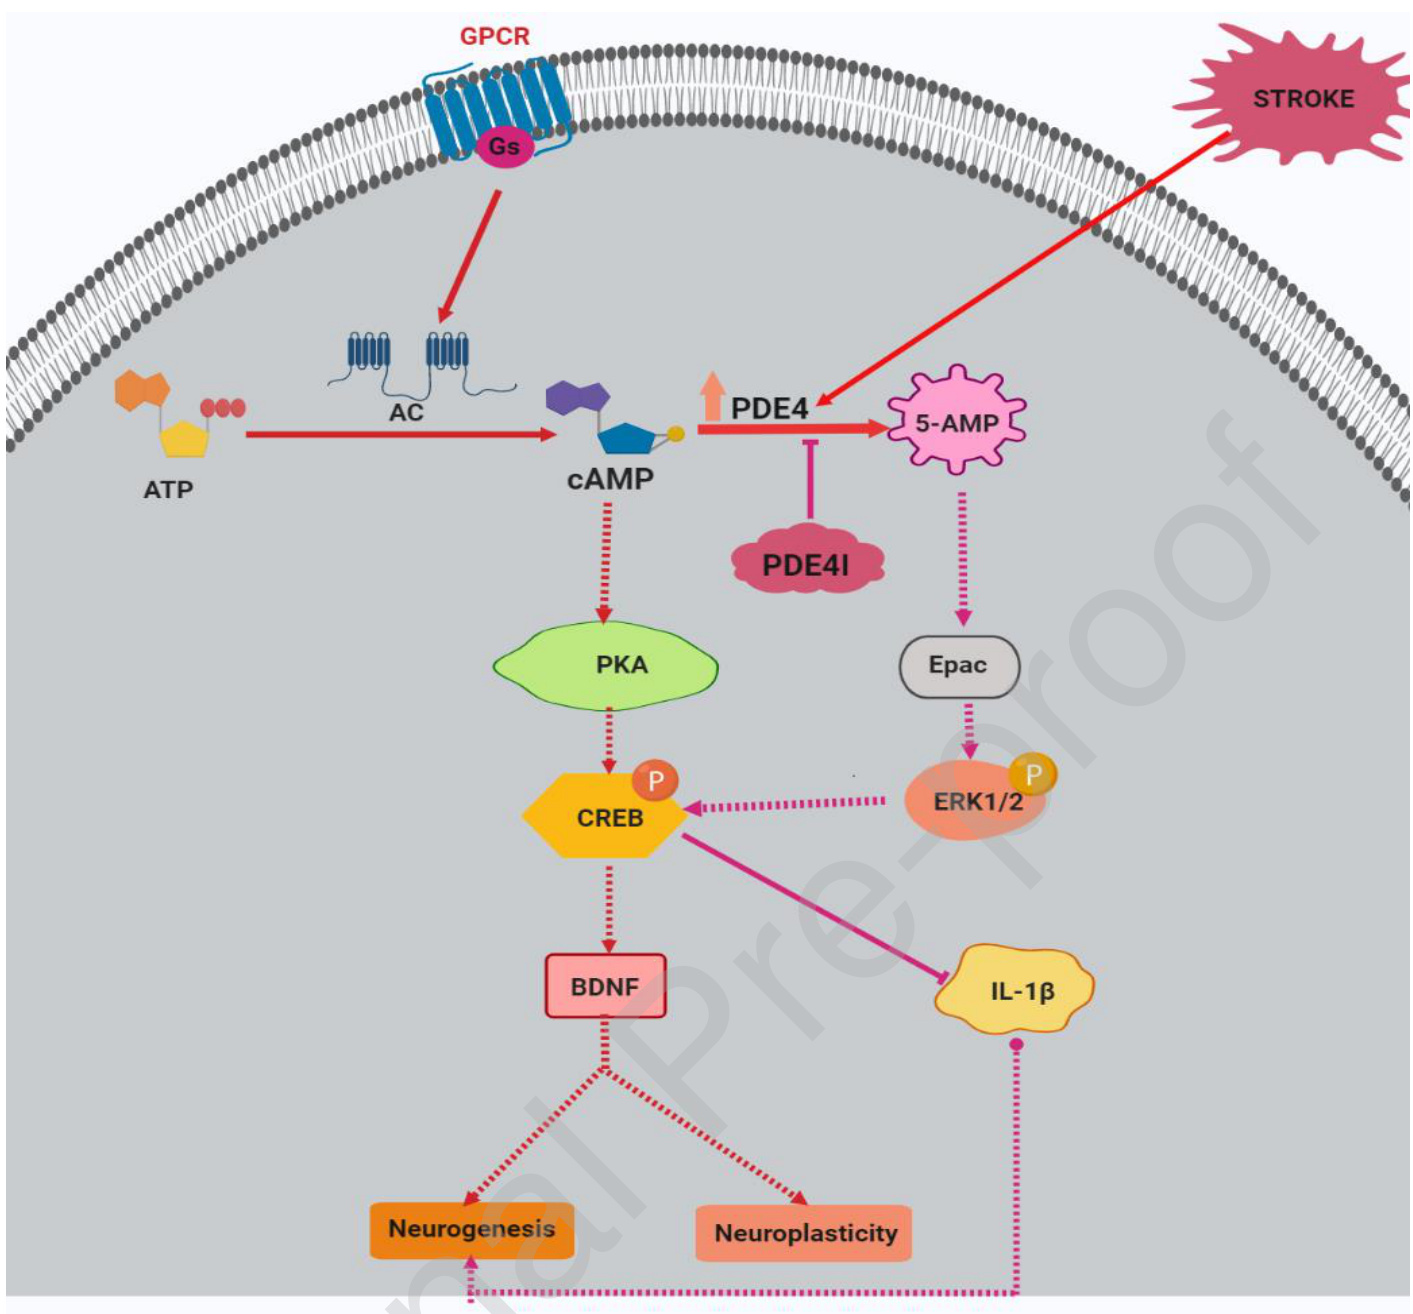 GPCR
STROKE
Gs
AC
PDE4
5-AMP
ATP
cAMP
PDE4I
PKA
Epac
P
P
CREB
ERK1/2
BDNF
IL-1β
Neurogenesis
Neuroplasticity
nal Pre-proof